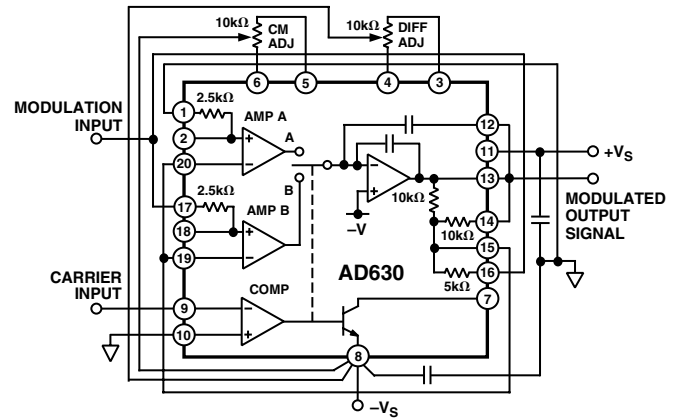 10kΩ
CM
ADJ
10kΩ
DIFF
ADJ
6
5
4
3
MODULATION
INPUT
1
2.5kΩ
AMP A
2
A
20
12
11
+VS
13
MODULATED
OUTPUT
SIGNAL
17
2.5kΩ
B
AMP B
18
19
–V
10kΩ
14
10kΩ
15
16
5kΩ
AD630
CARRIER
INPUT
COMP
9
10
7
8
–VS